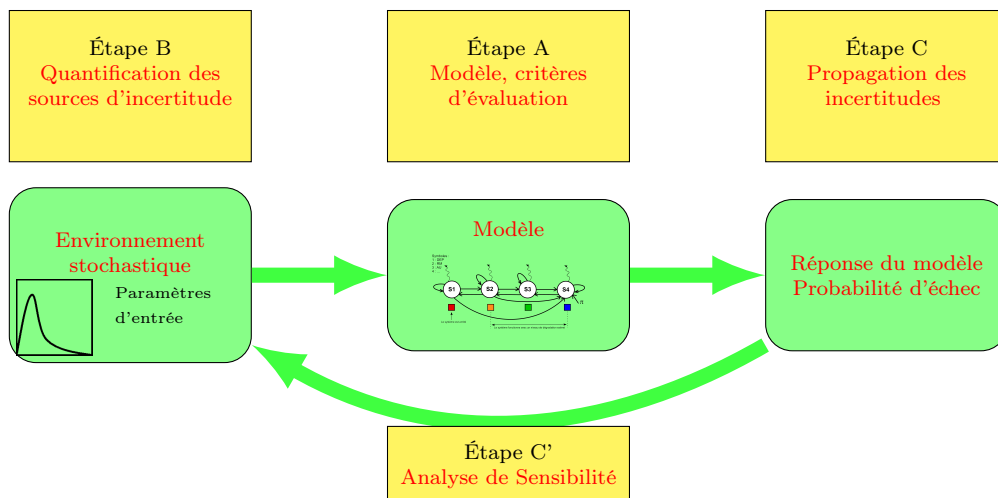 Étape B
Quantification des
sources d'incertitude
Étape A
Modèle, critères
d'évaluation
Étape C
Propagation des
incertitudes
Environnement
stochastique
Paramètres
d'entrée
Modèle
S1
S2
S3
S4
Réponse du modèle
Probabilité d'échec
Étape C'
Analyse de Sensibilité